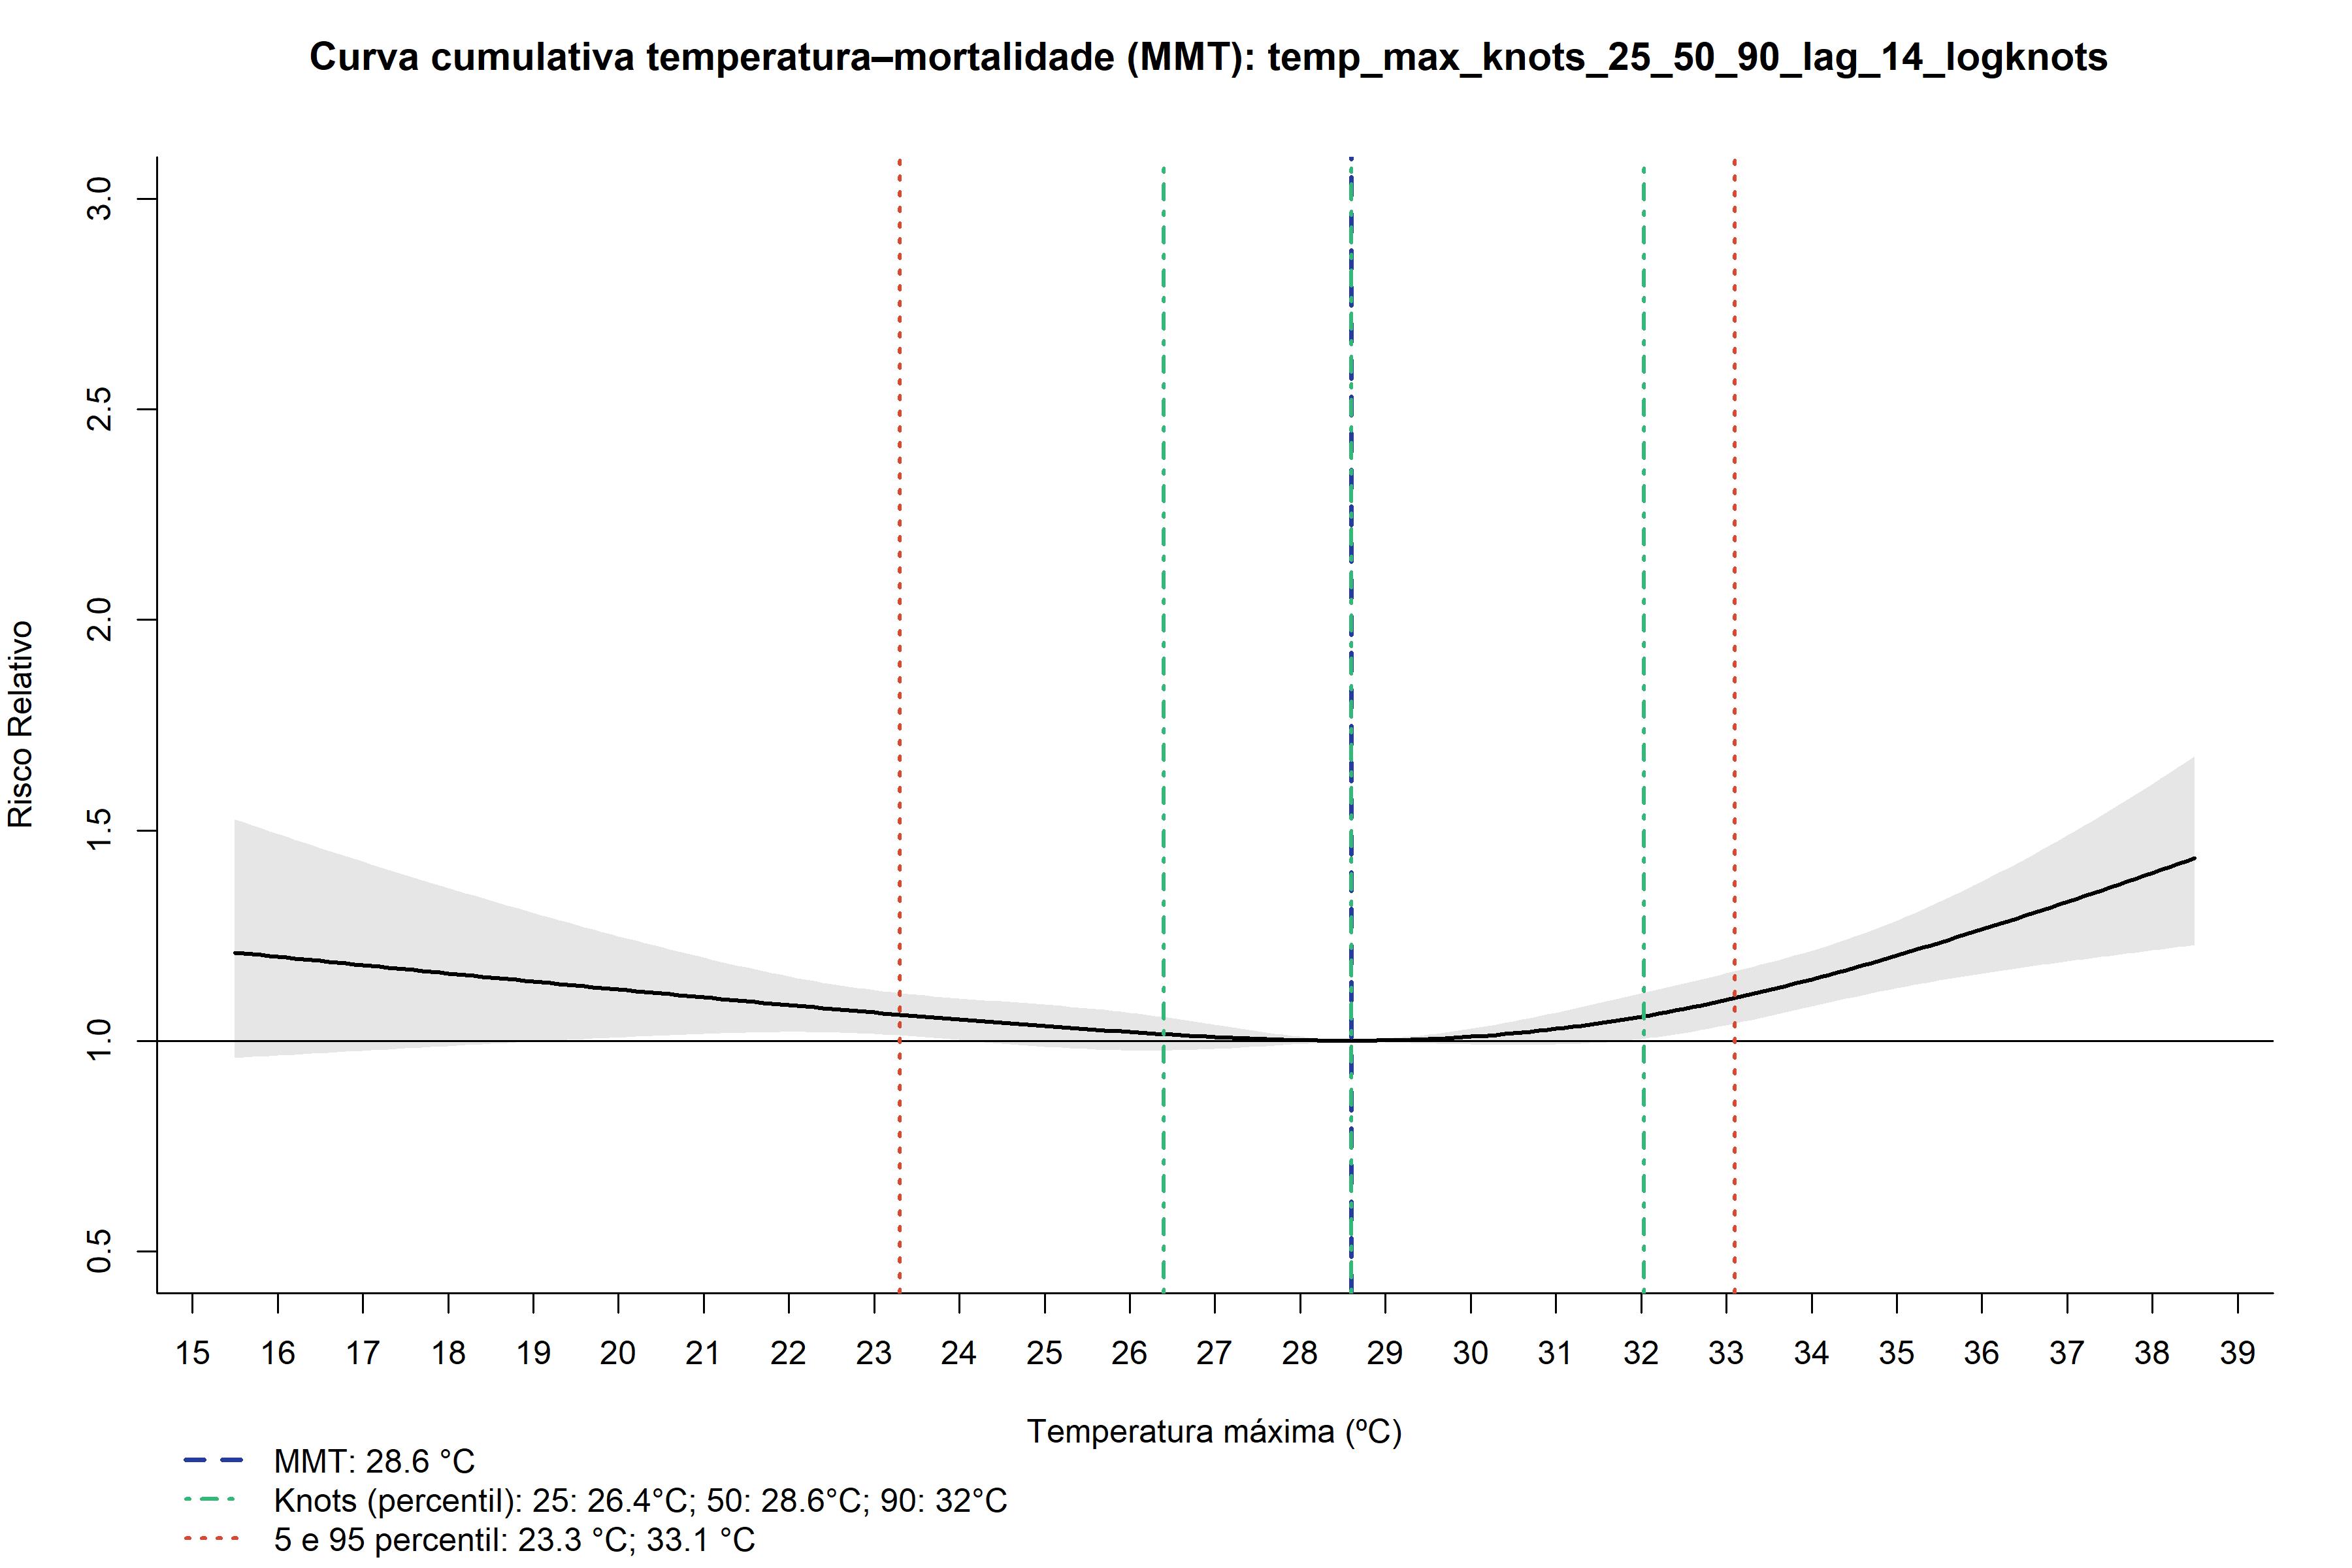 Curva cumulativa temperatura–mortalidade (MMT): temp_max_knots_25_50_90_lag_14_logknots
3.0
2.5
2.0
1.5
1.0
0.5
Risco Relativo
15 16 17 18 19 20 21 22 23 24 25 26 27 28 29 30 31 32 33 34 35 36 37 38 39
Temperatura máxima (ºC)
MMT: 28.6 °C
Knots (percentil): 25: 26.4°C; 50: 28.6°C; 90: 32°C
5 e 95 percentil: 23.3 °C; 33.1 °C